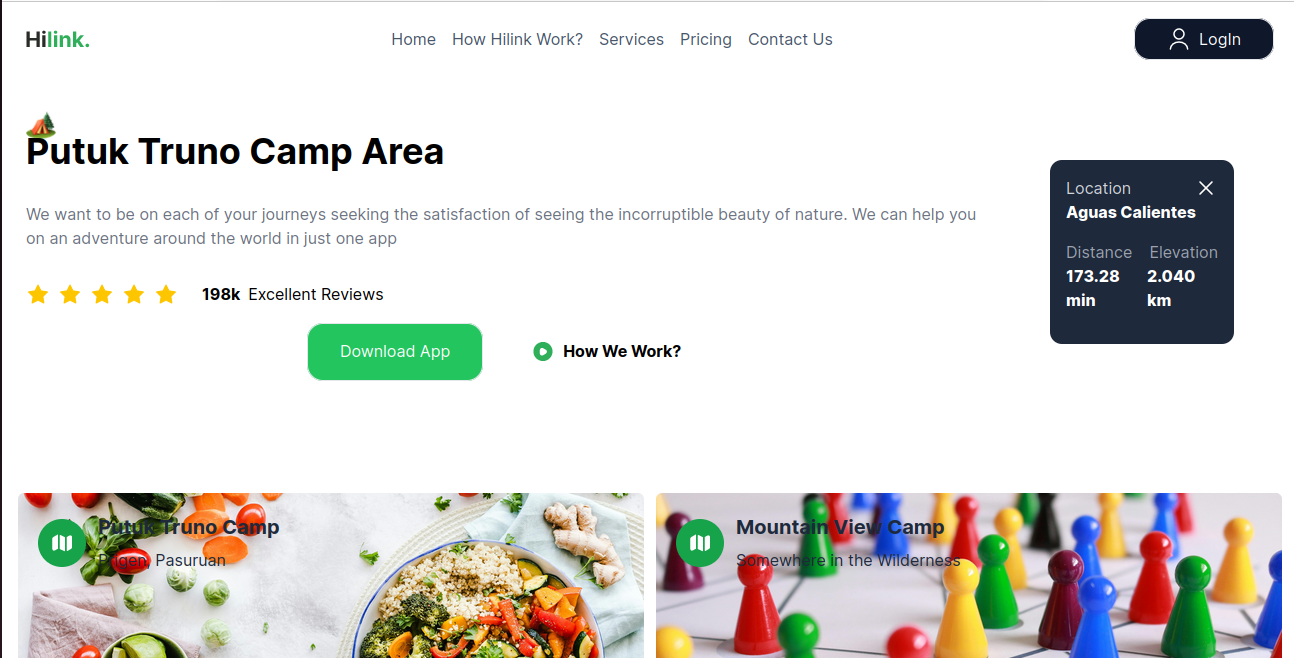 Hilink.
Home How Hilink Work? Services Pricing Contact Us
LogIn
Putuk Truno Camp Area
We want to be on each of your journeys seeking the satisfaction of seeing the incorruptible beauty of nature. We can help you
on an adventure around the world in just one app
198k Excellent Reviews
Download App
How We Work?
Location
Aguas Calientes
Distance Elevation
173.28 2.040
min km
Putuk Truno Camp
Prigen, Pasuruan
Mountain View Camp
Somewhere in the Wilderness